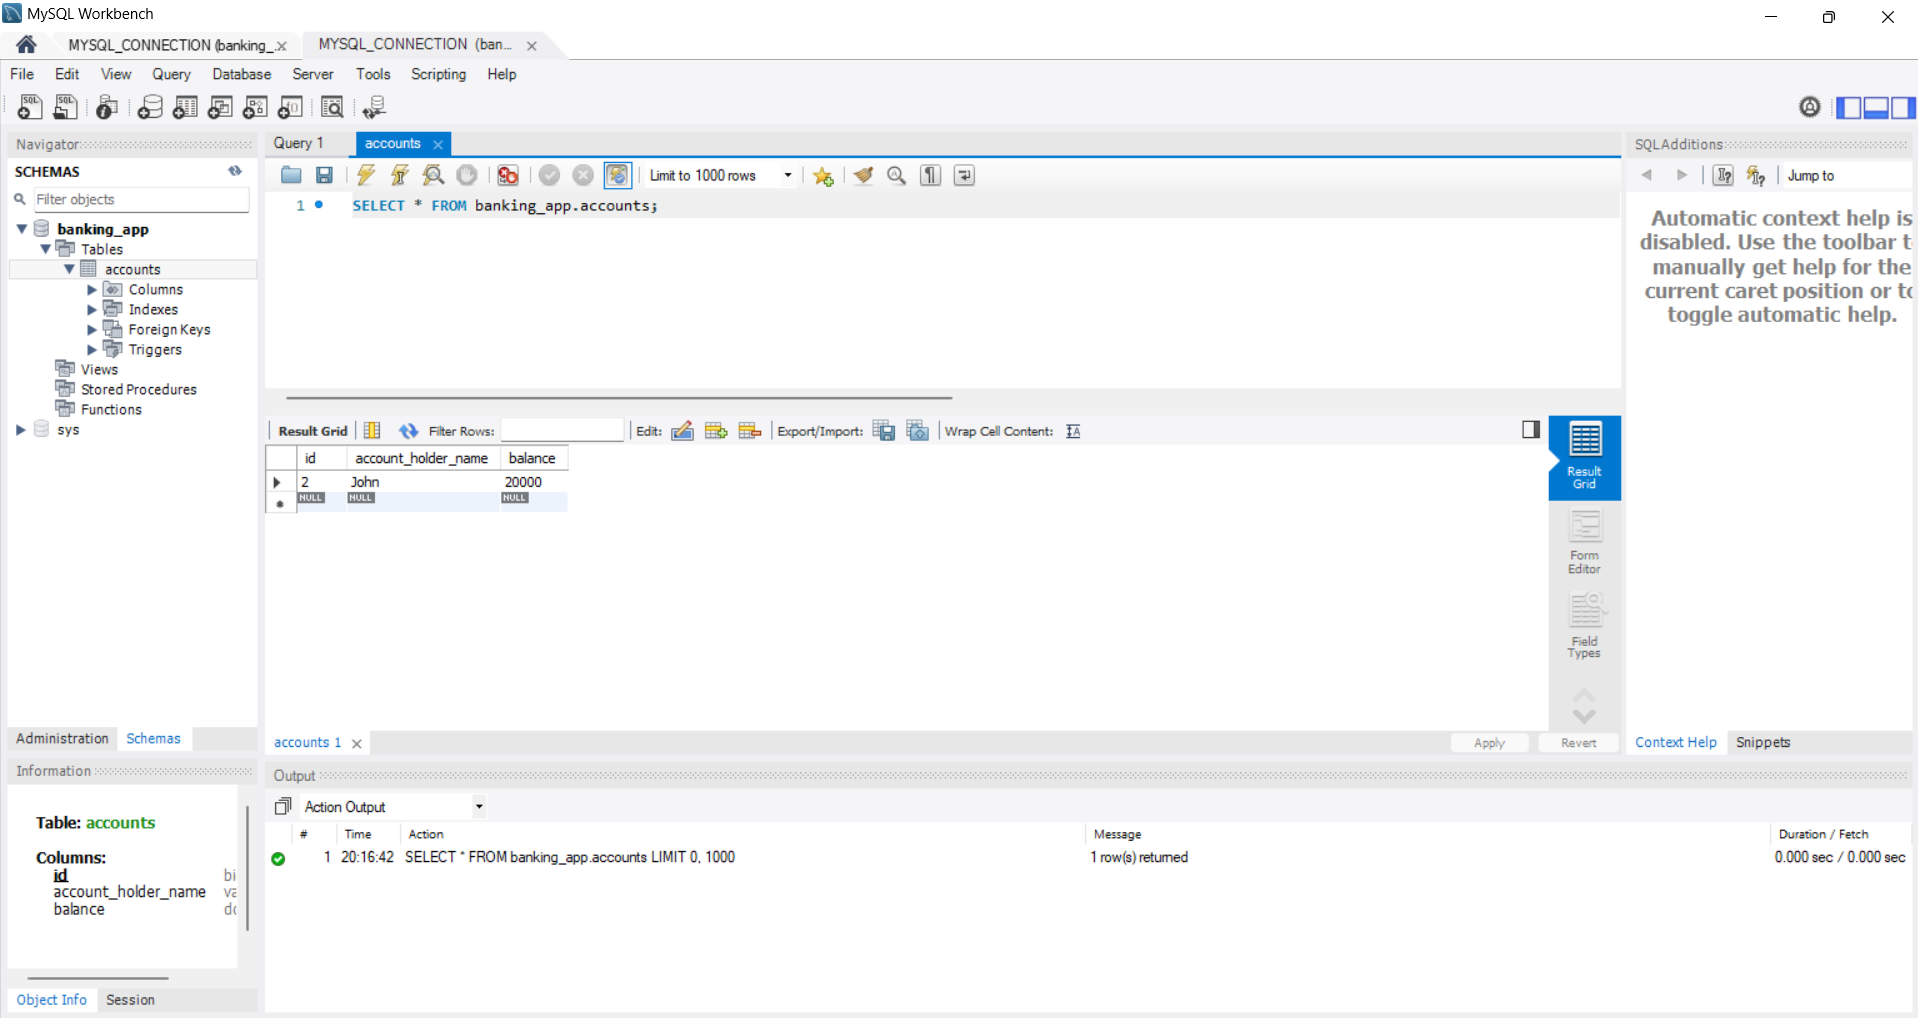 MySQL Workbench
MYSQL_CONNECTION (banking_...
MYSQL_CONNECTION (ban...
File Edit View Query Database Server Tools Scripting Help
Navigator
SCHEMAS
Filter objects
banking_app
Tables
accounts
Columns
Indexes
Foreign Keys
Triggers
Views
Stored Procedures
Functions
sys
Administration Schemas
Information
Table: accounts
Columns:
id bi
account_holder_name va
balance do
Object Info Session
Query 1 accounts
Limit to 1000 rows
1 SELECT * FROM banking_app.accounts;
Result Grid Filter Rows: Edit: Export/Import: Wrap Cell Content:
id account_holder_name balance
2 John 20000
NULL NULL NULL
Result
Grid
Form
Editor
Field
Types
accounts 1 Apply Revert
Output
Action Output
# Time Action Message Duration / Fetch
1 20:16:42 SELECT * FROM banking_app.accounts LIMIT 0, 1000 1 row(s) returned 0.000 sec / 0.000 sec
SQLAdditions
Jump to
Automatic context help is
disabled. Use the toolbar t
manually get help for the
current caret position or to
toggle automatic help.
Context Help Snippets